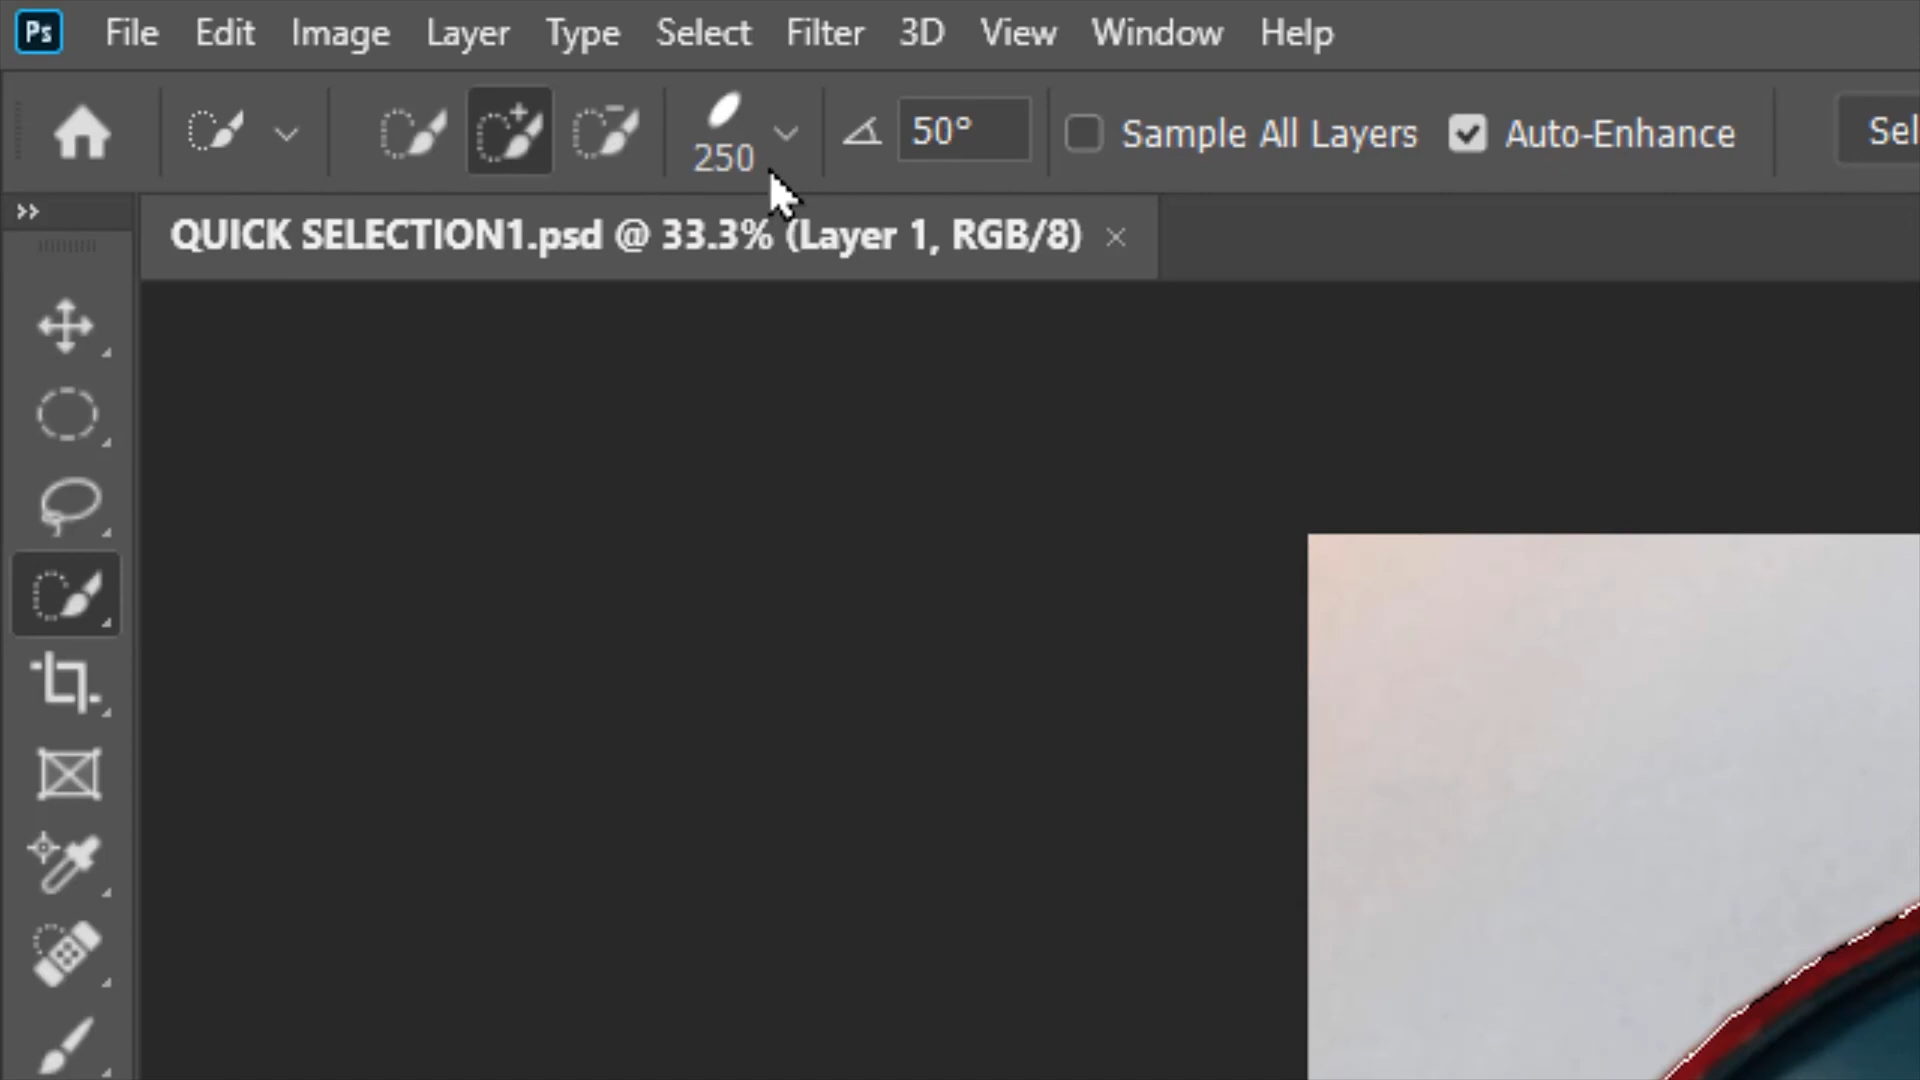 Ps File Edit Image Layer Type Select Filter 3D View Window Help
250 50° Sample All Layers Auto-Enhance Sel
QUICK SELECTION1.psd @ 33.3% (Layer 1, RGB/8)